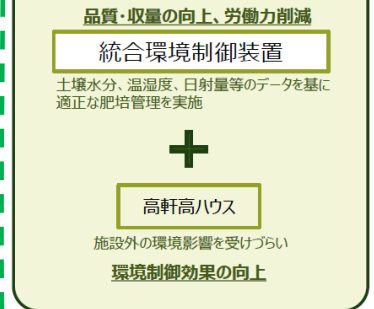 品質・収量の向上、労働力削減
統合環境制御装置
土壌水分、温湿度、日射量等のデータを基に
適正な肥培管理を実施
高軒高ハウス
施設外の環境影響を受けづらい
環境制御効果の向上